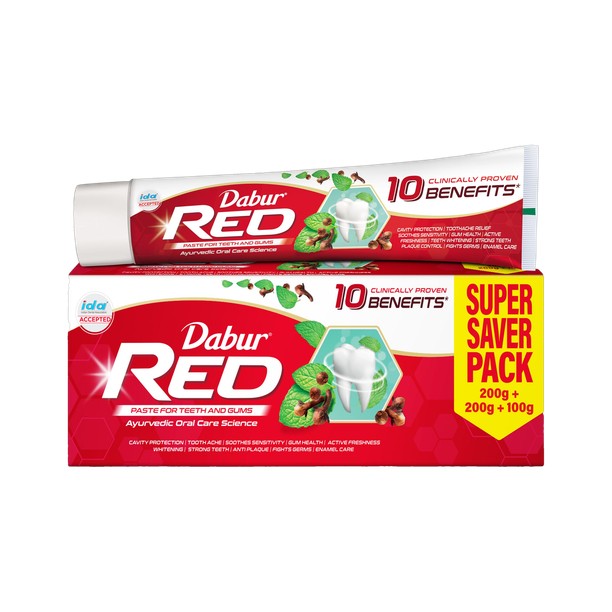 ida
ACCEPTED
Dabur®
RED
PASTE FOR TEETH AND GUMS
Ayurvedic Oral Care Science
10 CLINICALLY PROVEN
BENEFITS*
CAVITY PROTECTION | TOOTHACHE RELIEF
SOOTHES SENSITIVITY | GUM HEALTH | ACTIVE
FRESHNESS | TEETH WHITENING | STRONG TEETH
PLAQUE CONTROL | FIGHTS GERMS | ENAMEL CARE
ida
ACCEPTED
Dabur®
RED
PASTE FOR TEETH AND GUMS
Ayurvedic Oral Care Science
CAVITY PROTECTION | TOOTH ACHE | SOOTHES SENSITIVITY | GUM HEALTH | ACTIVE FRESHNESS
WHITENING | STRONG TEETH | ANTI PLAQUE | FIGHTS GERMS | ENAMEL CARE
10 CLINICALLY PROVEN
BENEFITS*
SUPER
SAVER
PACK
200g +
200g + 100g